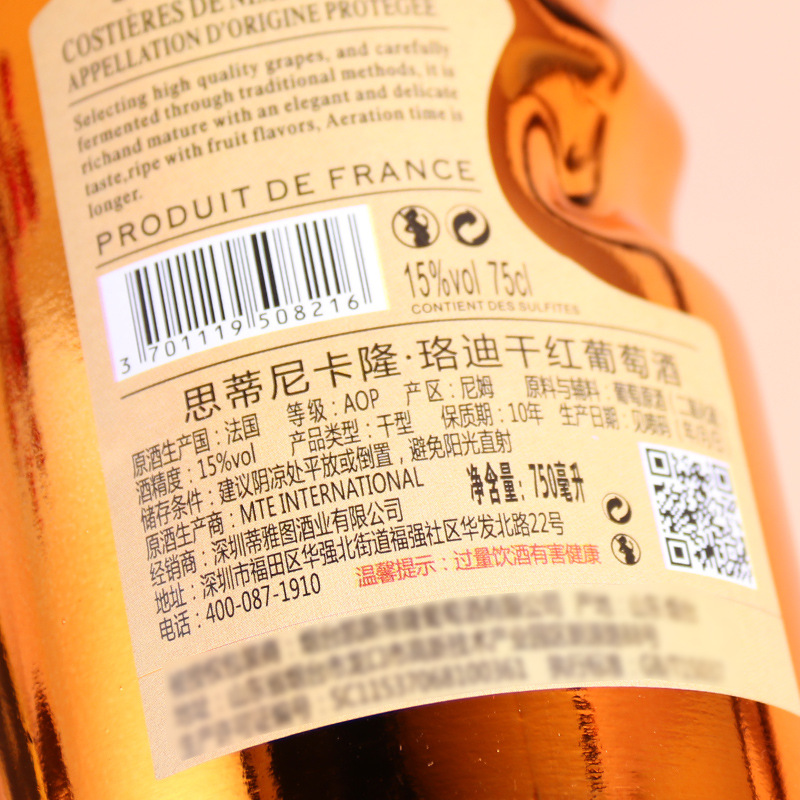 COSTIÈRES DE
APPELLATION D'ORIGINE PROTÉGÉE
Selecting high quality grapes, and carefully
fermented through traditional methods, it is
richand mature with an elegant and delicate
taste,ripe with fruit flavors, Aeration time is
longer.
PRODUIT DE FRANCE
3 701119 508216
15%vol 75cl
CONTIENT DES SULFITES
思蒂尼卡隆·珞迪干红葡萄酒
原酒生产国：法国 等级：AOP 产区：尼姆 原料与辅料：葡萄原酒
酒精度：15%vol 产品类型：干型 保质期：10年 生产日期：见喷码
储存条件：建议阴凉处平放或倒置，避免阳光直射
原酒生产商：MTE INTERNATIONAL 净含量：750毫升
经销商：深圳蒂雅图酒业有限公司
地址：深圳市福田区华强北街道福强社区华发北路22号
电话：400-087-1910 温馨提示：过量饮酒有害健康